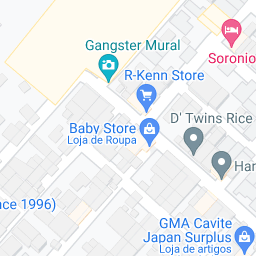 Gangster Mural
Soronio
R-Kenn Store
Baby Store
Loja de Roupa
D' Twins Rice
Har
nce 1996)
GMA Cavite
Japan Surplus
Loja de artigos